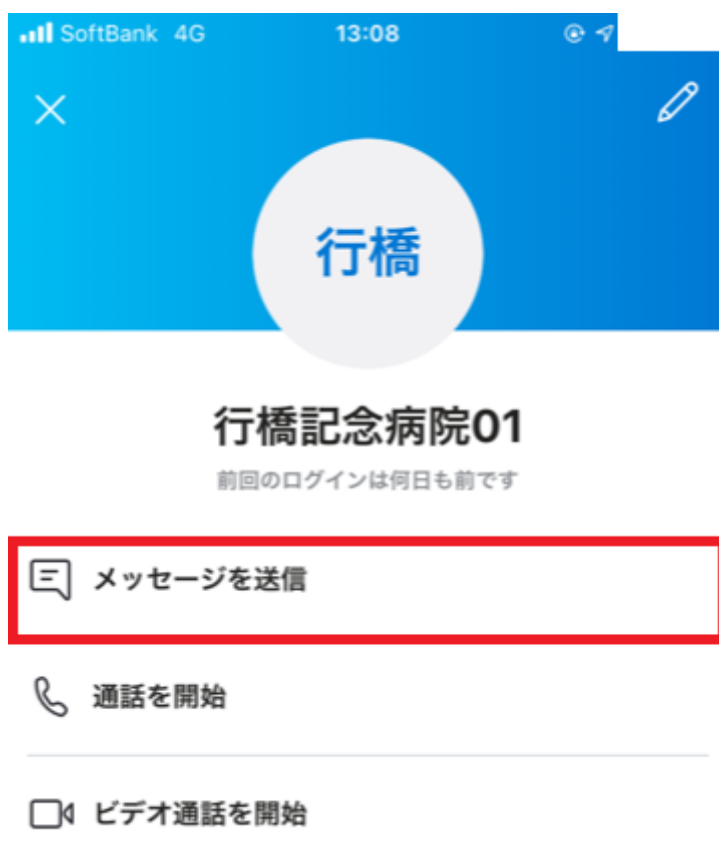 SoftBank 4G 13:08
行橋
行橋記念病院01
前回のログインは何日も前です
メッセージを送信
通話を開始
ビデオ通話を開始